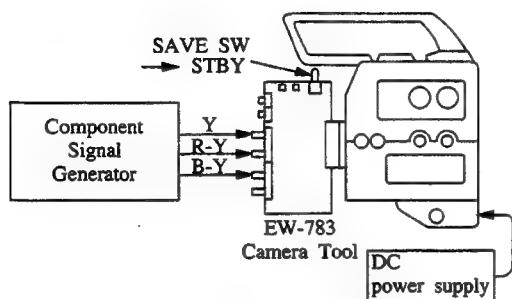 SAVE SW
STBY
Component
Signal
Generator
Y
R-Y
B-Y
EW-783
Camera Tool
DC
power supply